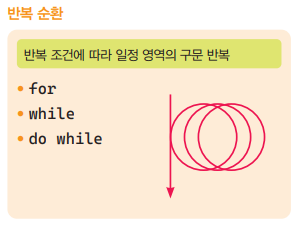 반복 순환
반복 조건에 따라 일정 영역의 구문 반복
• for
• while
• do while